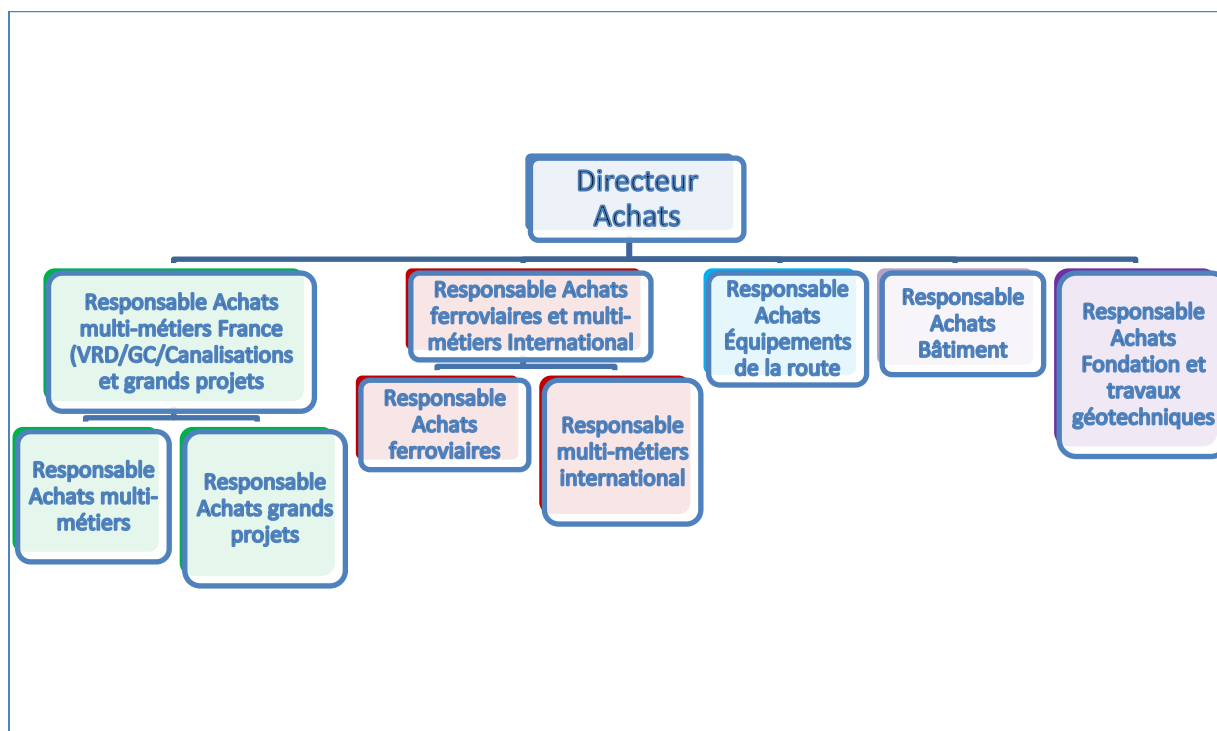 Directeur
Achats
Responsable Achats
multi-métiers France
(VRD/GC/Canalisations
et grands projets
Responsable Achats
ferroviaires et multi-
métiers International
Responsable
Achats
Équipements
de la route
Responsable
Achats
Bâtiment
Responsable
Achats
Fondation et
travaux
géotechniques
Responsable
Achats multi-
métiers
Responsable
Achats grands
projets
Responsable
Achats
ferroviaires
Responsable
multi-métiers
international